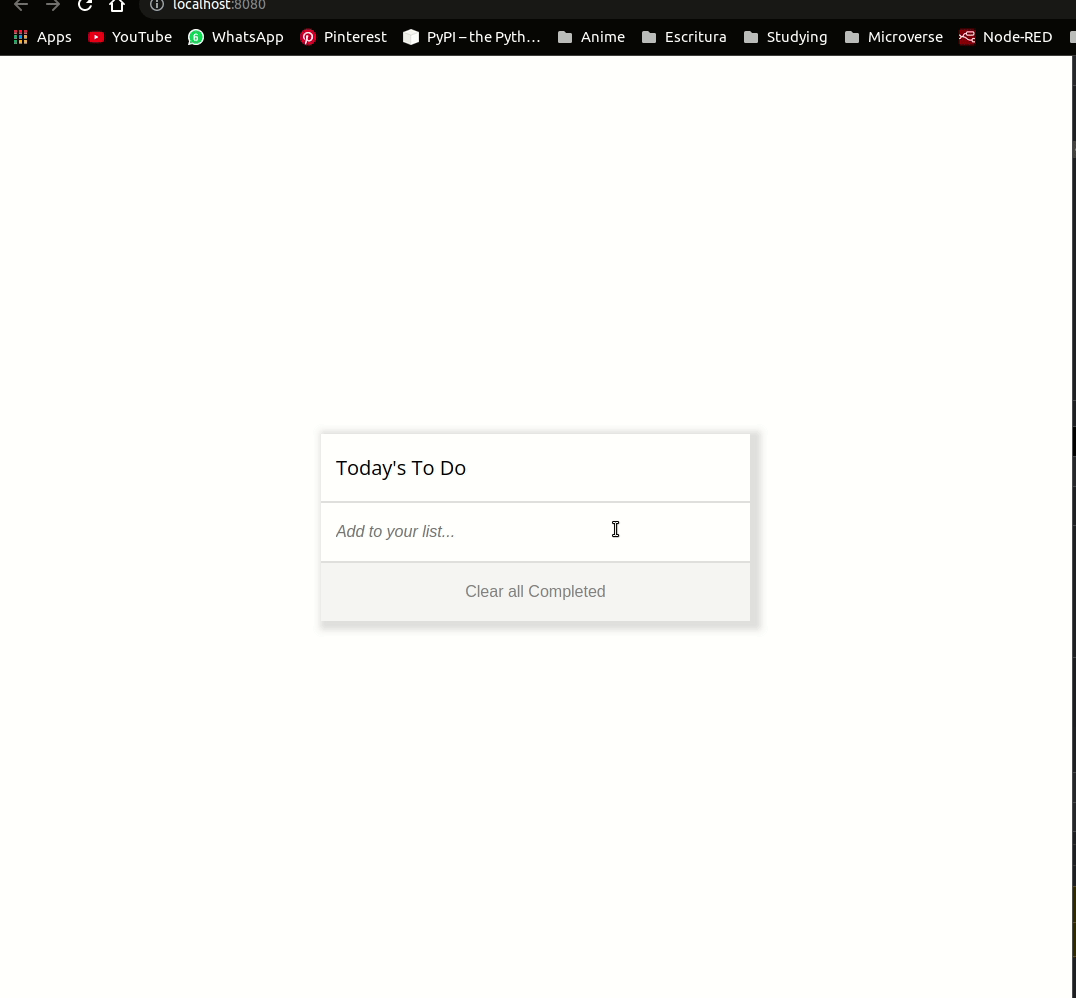 localhost:8080
Apps YouTube WhatsApp Pinterest PyPI – the Pyth... Anime Escritura Studying Microverse Node-RED
Today's To Do
Add to your list...
Clear all Completed